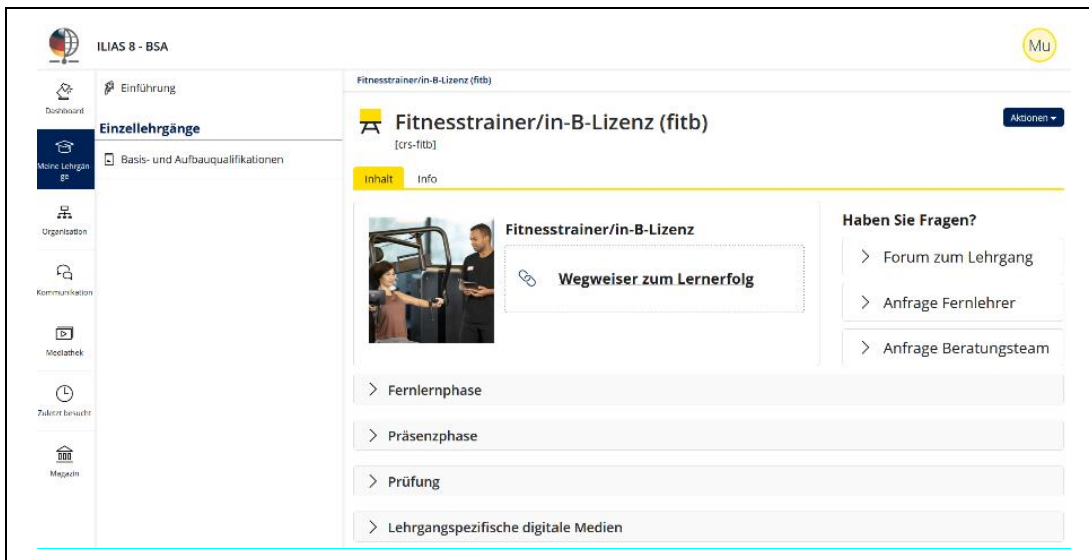 ILIAS 8 - BSA
Mu
Dashboard
Meine Lehrgän
ge
Organisation
Kommunikation
Mediathek
Zuletzt besucht
Magazin
Einführung
Einzellehrgänge
Basis- und Aufbauqualifikationen
Fitnesstrainer/in-B-Lizenz (fitb)
Fitnesstrainer/in-B-Lizenz (fitb)
[crs-fitb]
Aktionen
Inhalt Info
Fitnesstrainer/in-B-Lizenz
Wegweiser zum Lernerfolg
Haben Sie Fragen?
Forum zum Lehrgang
Anfrage Fernlehrer
Anfrage Beratungsteam
Fernlernphase
Präsenzphase
Prüfung
Lehrgangspezifische digitale Medien